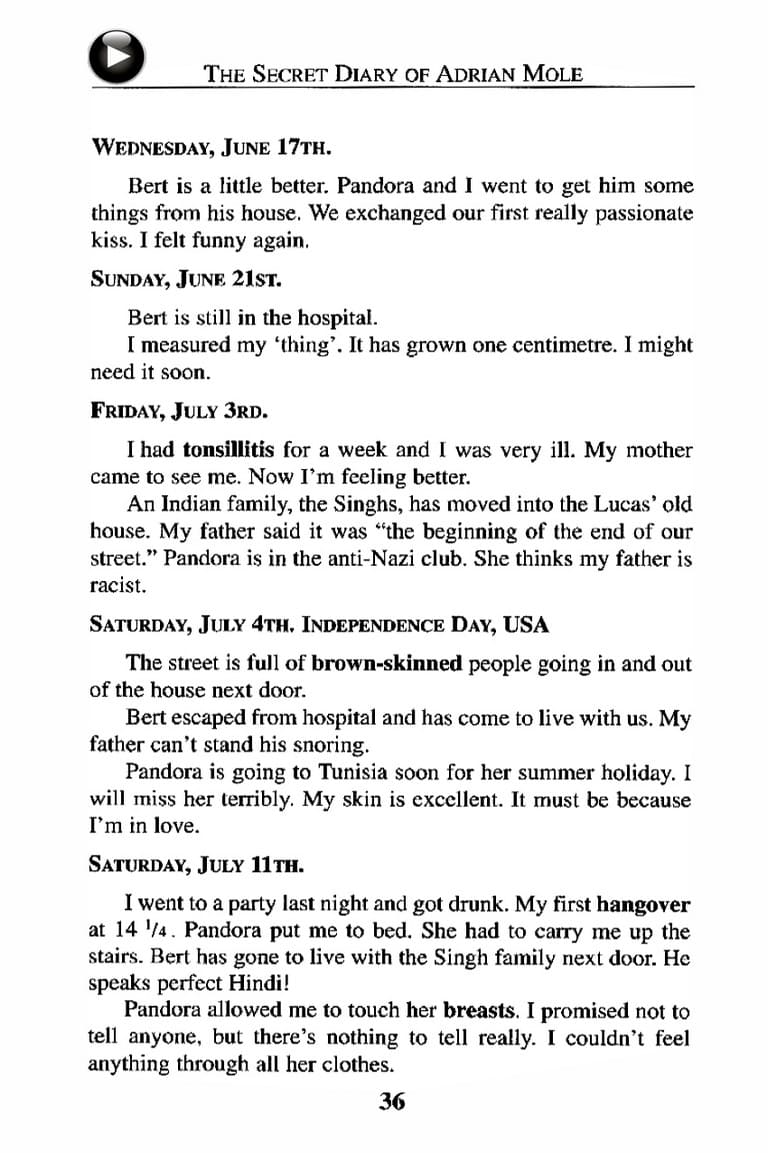 THE SECRET DIARY OF ADRIAN MOLE
WEDNESDAY, JUNE 17TH.
Bert is a little better. Pandora and I went to get him some
things from his house. We exchanged our first really passionate
kiss. I felt funny again.
SUNDAY, JUNE 21ST.
Bert is still in the hospital.
I measured my ‘thing’. It has grown one centimetre. I might
need it soon.
FRIDAY, JULY 3RD.
I had tonsillitis for a week and I was very ill. My mother
came to see me. Now I’m feeling better.
An Indian family, the Singhs, has moved into the Lucas’ old
house. My father said it was “the beginning of the end of our
street.” Pandora is in the anti-Nazi club. She thinks my father is
racist.
SATURDAY, JULY 4TH. INDEPENDENCE DAY, USA
The street is full of brown-skinned people going in and out
of the house next door.
Bert escaped from hospital and has come to live with us. My
father can’t stand his snoring.
Pandora is going to Tunisia soon for her summer holiday. I
will miss her terribly. My skin is excellent. It must be because
I’m in love.
SATURDAY, JULY 11TH.
I went to a party last night and got drunk. My first hangover
at 14 1/4. Pandora put me to bed. She had to carry me up the
stairs. Bert has gone to live with the Singh family next door. He
speaks perfect Hindi!
Pandora allowed me to touch her breasts. I promised not to
tell anyone, but there’s nothing to tell really. I couldn’t feel
anything through all her clothes.
36